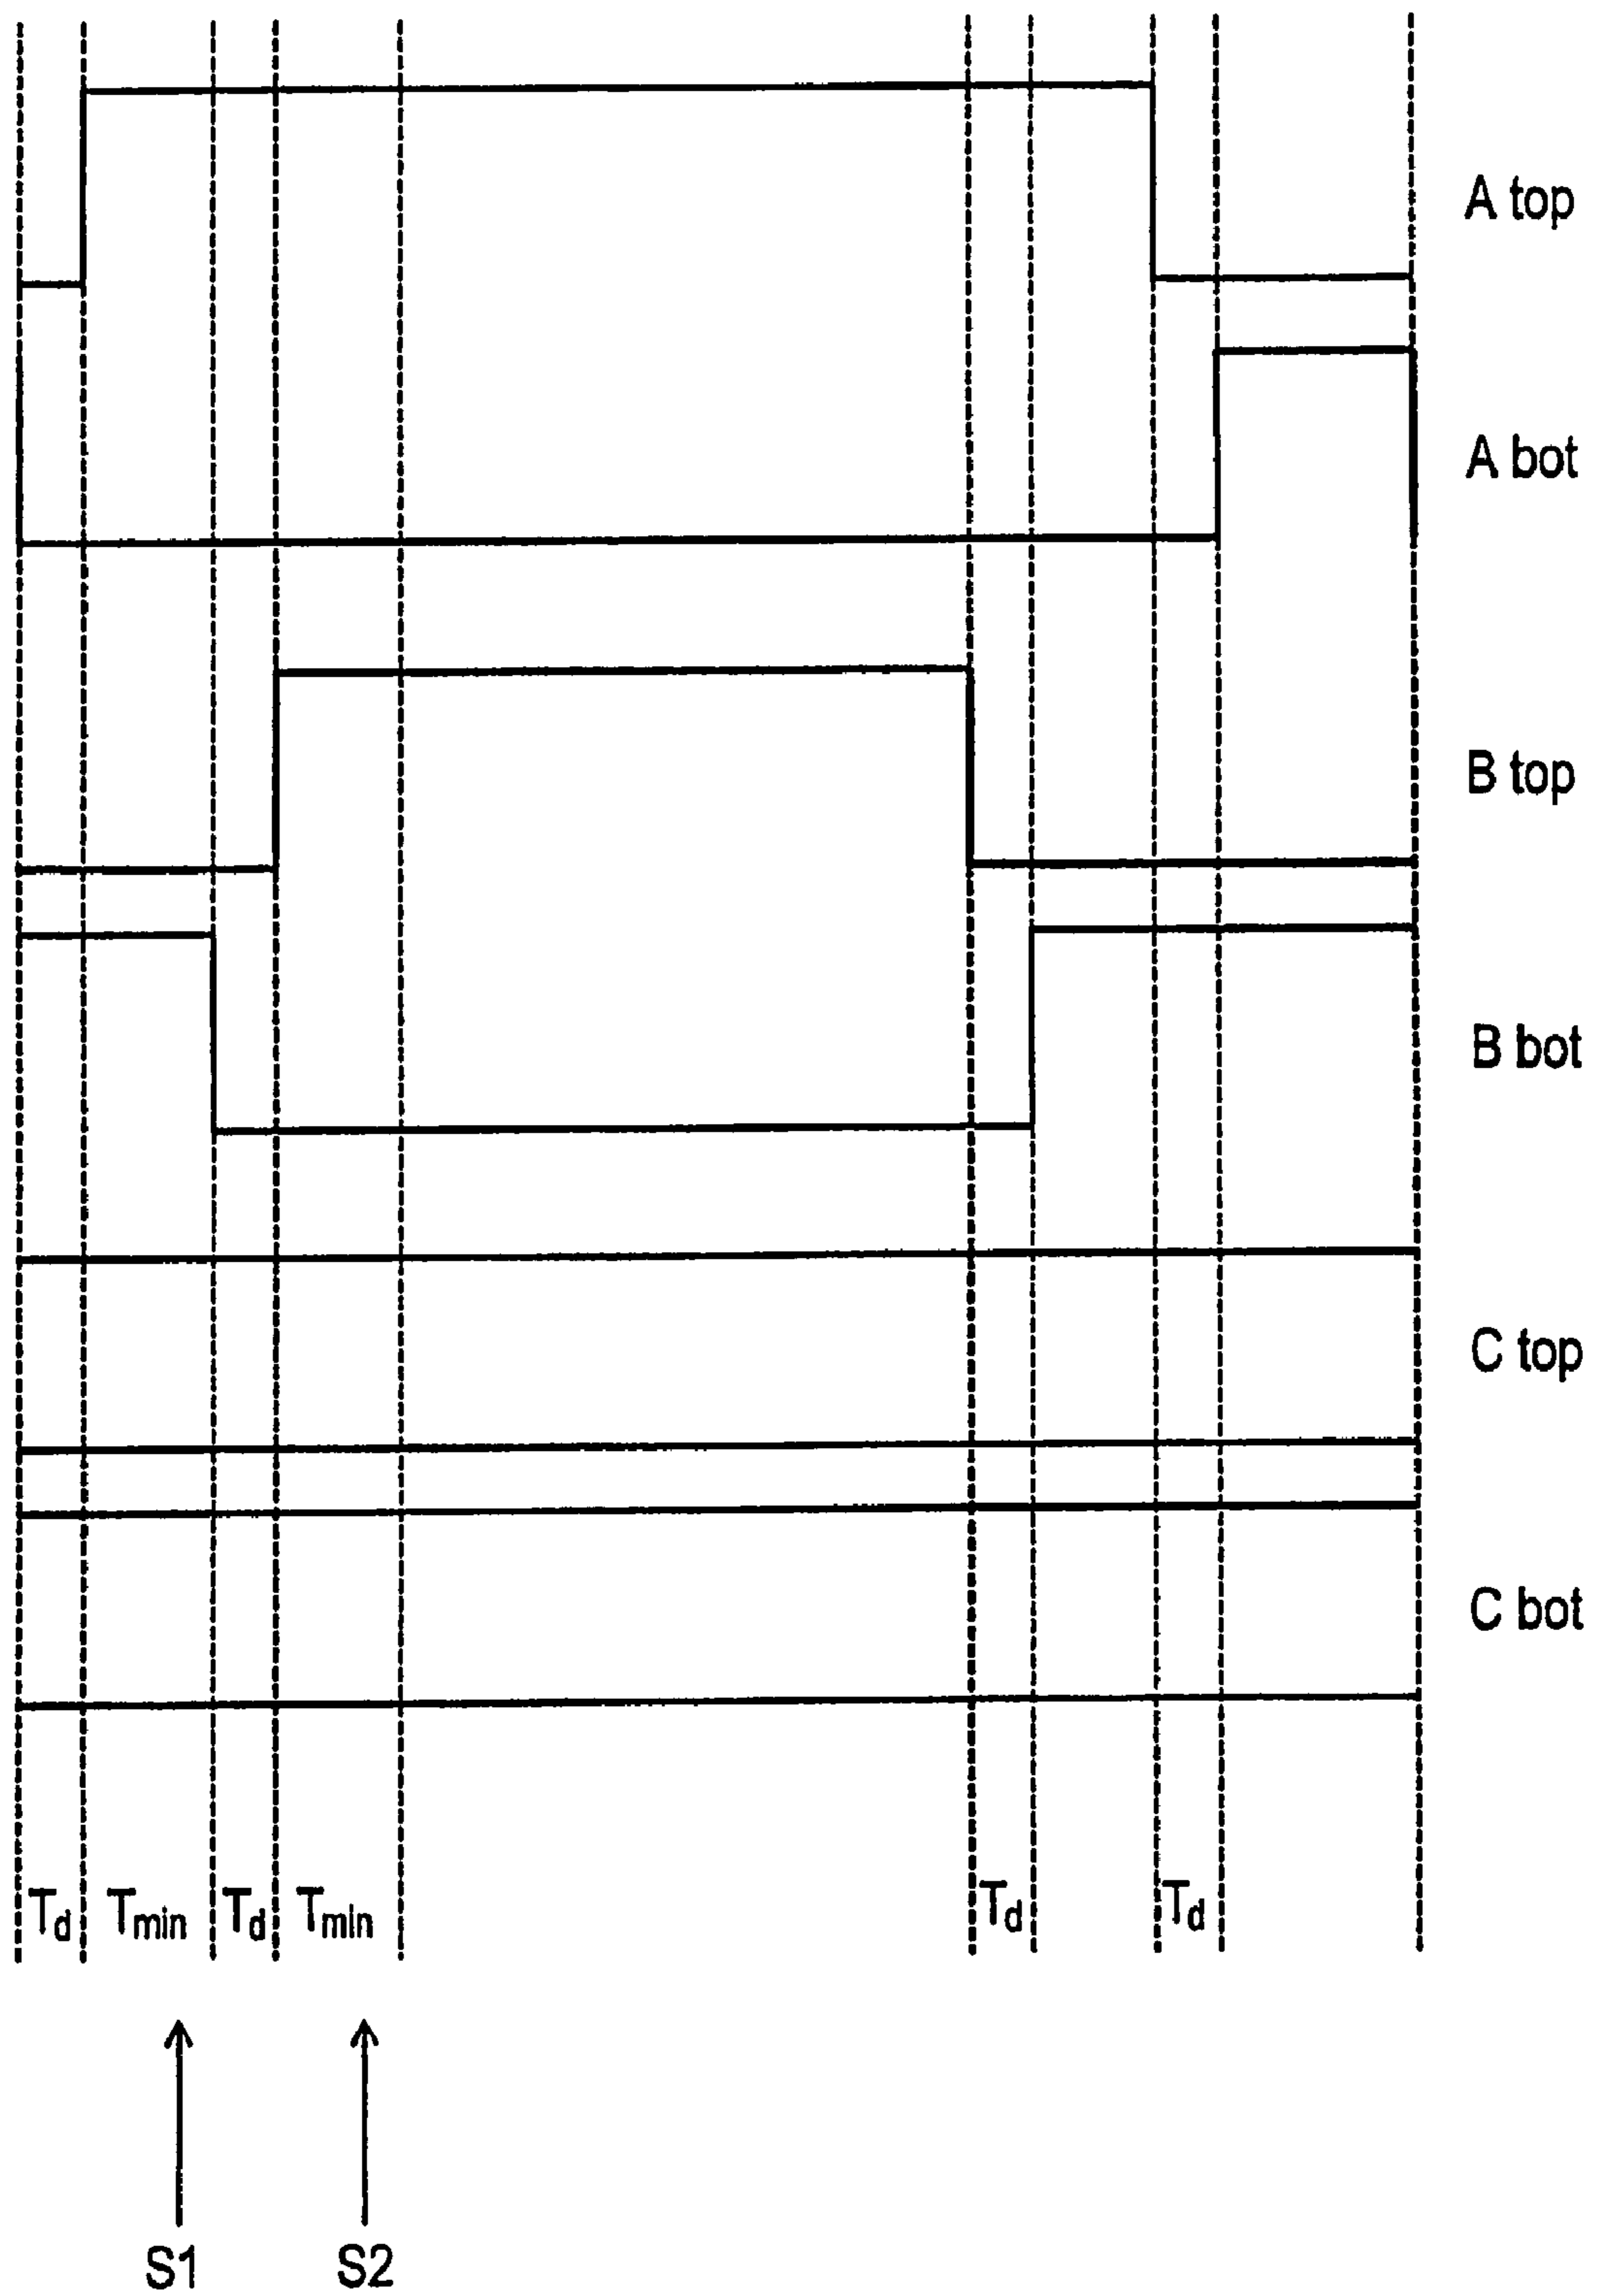 A top
A bot
B top
B bot
C top
C bot
Td Tmin Td Tmin Td Td
S1 S2